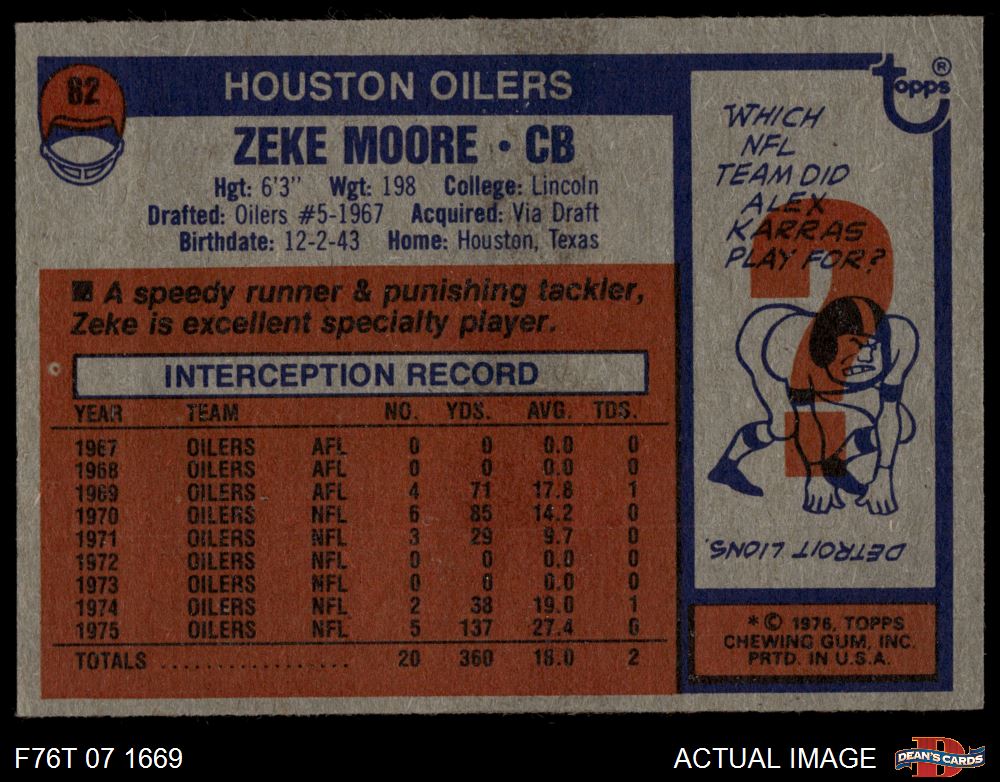 82
HOUSTON OILERS
ZEKE MOORE • CB
Hgt: 6'3" Wgt: 198 College: Lincoln
Drafted: Oilers #5-1967 Acquired: Via Draft
Birthdate: 12-2-43 Home: Houston, Texas
A speedy runner & punishing tackler,
Zeke is excellent specialty player.
INTERCEPTION RECORD
YEAR TEAM NO. YDS. AVG. TDS.
1967 OILERS AFL 0 0 0.0 0
1968 OILERS AFL 0 0 0.0 0
1969 OILERS AFL 4 71 17.8 1
1970 OILERS NFL 6 85 14.2 0
1971 OILERS NFL 3 29 9.7 0
1972 OILERS NFL 0 0 0.0 0
1973 OILERS NFL 0 0 0.0 0
1974 OILERS NFL 2 38 19.0 1
1975 OILERS NFL 5 137 27.4 0
TOTALS .................. 20 360 18.0 2
topps®
WHICH
NFL
TEAM DID
ALEX
KARRAS
PLAY FOR?
?
DETROIT LIONS.
*© 1976, TOPPS
CHEWING GUM, INC.
PRTD. IN U.S.A.
F76T 07 1669
ACTUAL IMAGE
D
DEAN'S CARDS